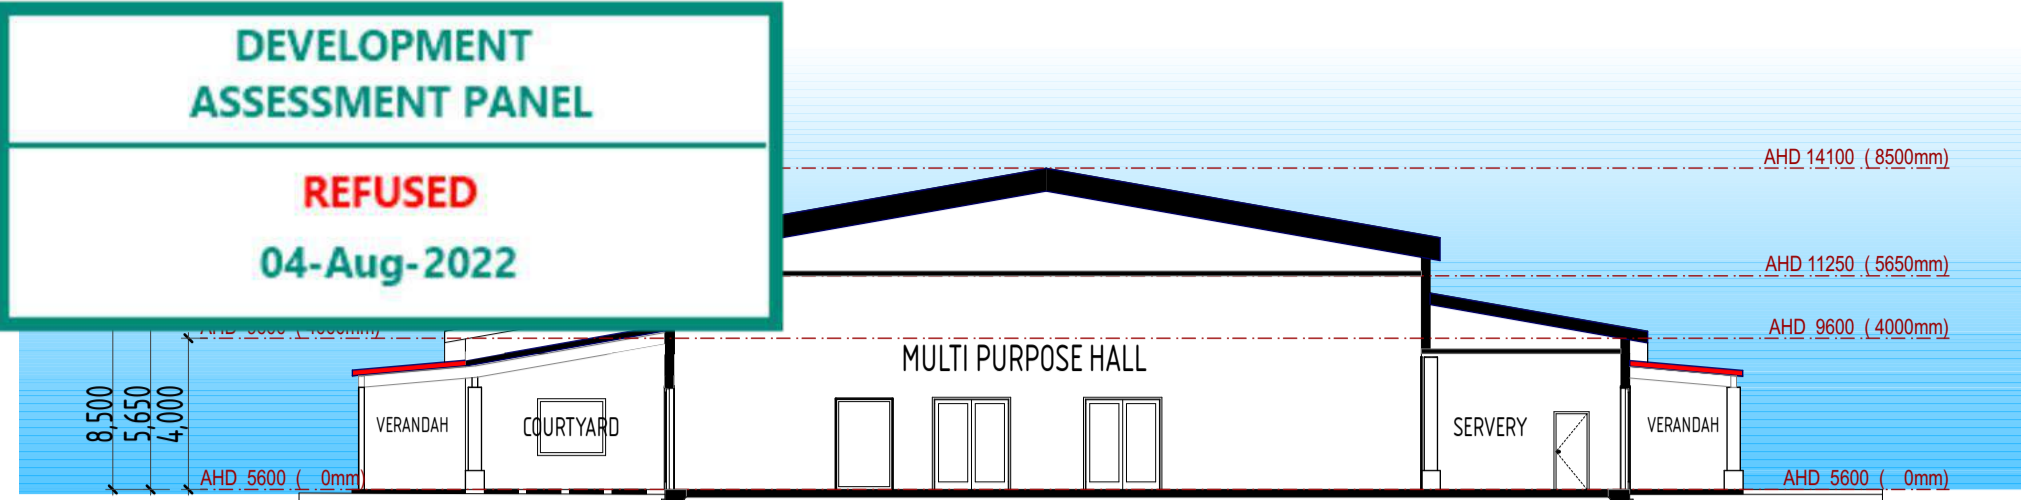 DEVELOPMENT
ASSESSMENT PANEL
REFUSED
04-Aug-2022
AHD 14100 ( 8500mm)
AHD 11250 ( 5650mm)
AHD 9600 ( 4000mm)
MULTI PURPOSE HALL
8,500
5,650
4,000
VERANDAH
COURTYARD
SERVERY
VERANDAH
AHD 5600 ( 0mm)
AHD 5600 ( 0mm)